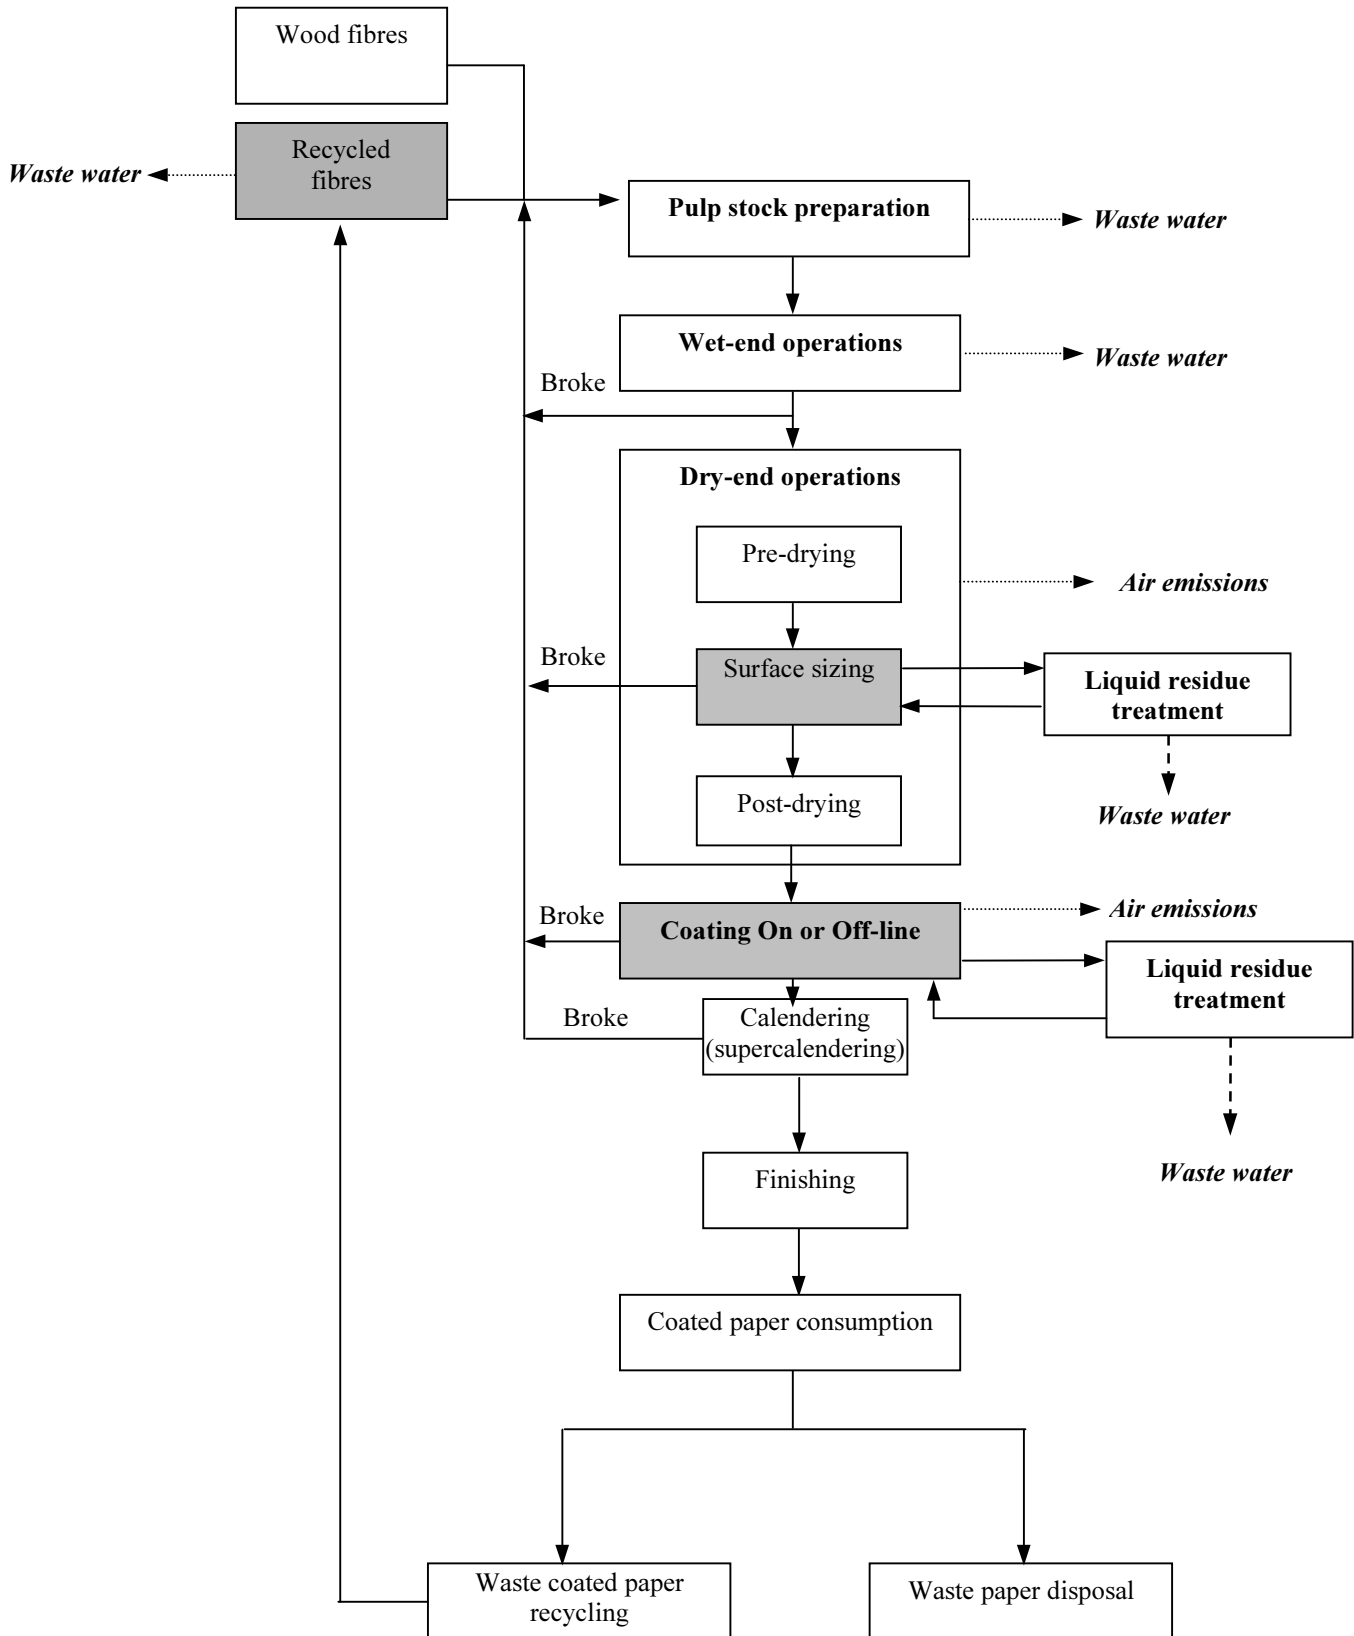 Wood fibres
Recycled
fibres
Waste water
Pulp stock preparation
Waste water
Wet-end operations
Waste water
Broke
Dry-end operations
Pre-drying
Air emissions
Broke
Surface sizing
Liquid residue
treatment
Post-drying
Waste water
Broke
Coating On or Off-line
Air emissions
Liquid residue
treatment
Broke
Calendering
(supercalendering)
Finishing
Waste water
Coated paper consumption
Waste coated paper
recycling
Waste paper disposal